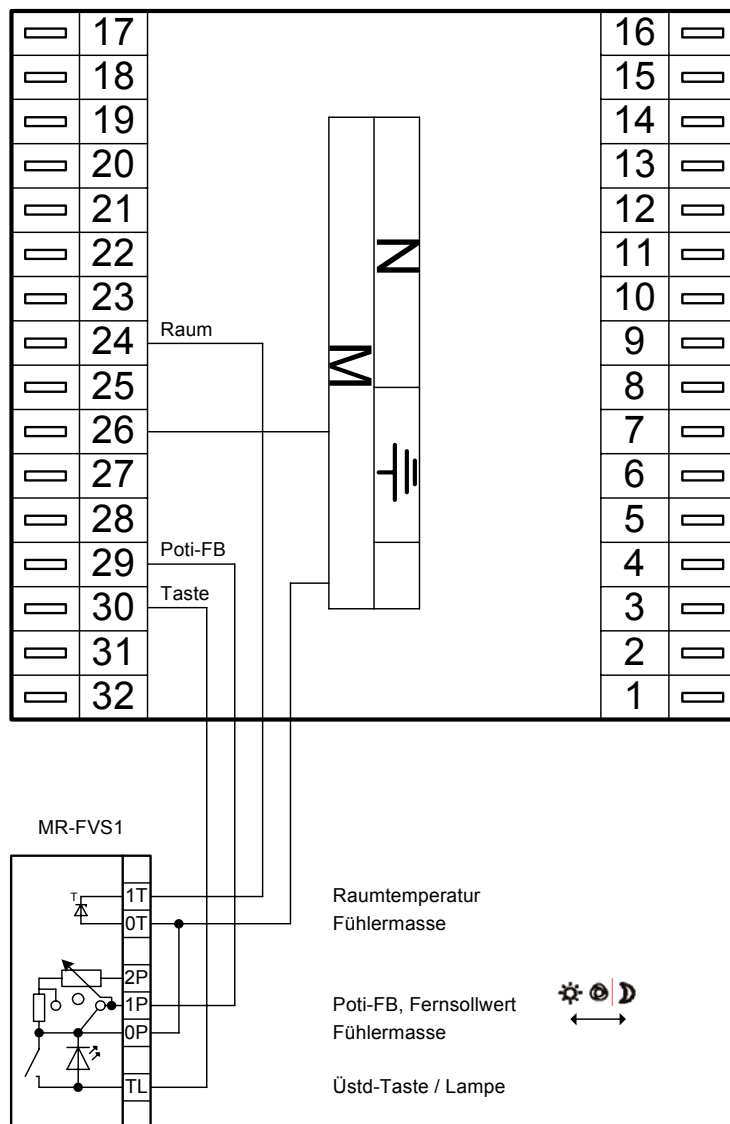 17 16
18 15
19 14
20 13
21 12
22 N 11
23 10
24 Raum 9
25 M 8
26 7
27 6
28 5
29 Poti-FB 4
30 Taste 3
31 2
32 1
MR-FVS1
T 1T Raumtemperatur
0T Fühlermasse
2P
1P Poti-FB, Fernsollwert
0P Fühlermasse
TL Üstd-Taste / Lampe